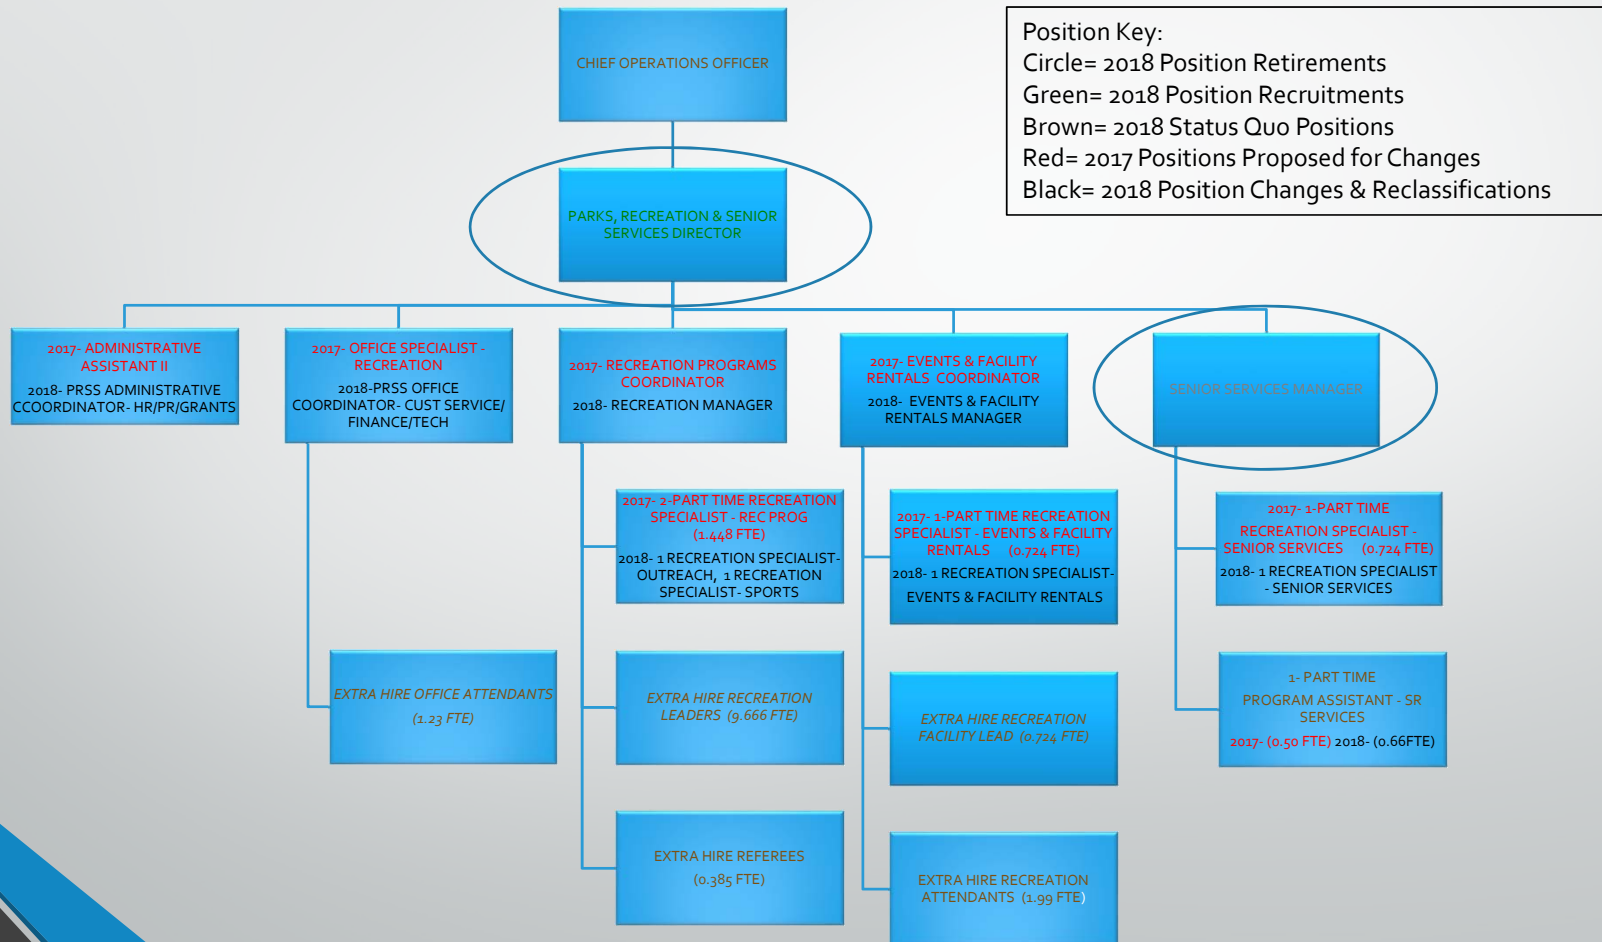 Position Key:
Circle= 2018 Position Retirements
Green= 2018 Position Recruitments
Brown= 2018 Status Quo Positions
Red= 2017 Positions Proposed for Changes
Black= 2018 Position Changes & Reclassifications
CHIEF OPERATIONS OFFICER
PARKS, RECREATION & SENIOR
SERVICES DIRECTOR
2017- ADMINISTRATIVE
ASSISTANT II
2018- PRSS ADMINISTRATIVE
CCOORDINATOR- HR/PR/GRANTS
2017- OFFICE SPECIALIST -
RECREATION
2018-PRSS OFFICE
COORDINATOR- CUST SERVICE/
FINANCE/TECH
2017- RECREATION PROGRAMS
COORDINATOR
2018- RECREATION MANAGER
2017- EVENTS & FACILITY
RENTALS COORDINATOR
2018- EVENTS & FACILITY
RENTALS MANAGER
SENIOR SERVICES MANAGER
2017- 2-PART TIME RECREATION
SPECIALIST - REC PROG
(1.448 FTE)
2018- 1 RECREATION SPECIALIST-
OUTREACH, 1 RECREATION
SPECIALIST- SPORTS
2017- 1-PART TIME RECREATION
SPECIALIST - EVENTS & FACILITY
RENTALS (0.724 FTE)
2018- 1 RECREATION SPECIALIST-
EVENTS & FACILITY RENTALS
2017- 1-PART TIME
RECREATION SPECIALIST -
SENIOR SERVICES (0.724 FTE)
2018- 1 RECREATION SPECIALIST
- SENIOR SERVICES
EXTRA HIRE OFFICE ATTENDANTS
(1.23 FTE)
EXTRA HIRE RECREATION
LEADERS (9.666 FTE)
EXTRA HIRE RECREATION
FACILITY LEAD (0.724 FTE)
1- PART TIME
PROGRAM ASSISTANT - SR
SERVICES
2017- (0.50 FTE) 2018- (0.66FTE)
EXTRA HIRE REFEREES
(0.385 FTE)
EXTRA HIRE RECREATION
ATTENDANTS (1.99 FTE)